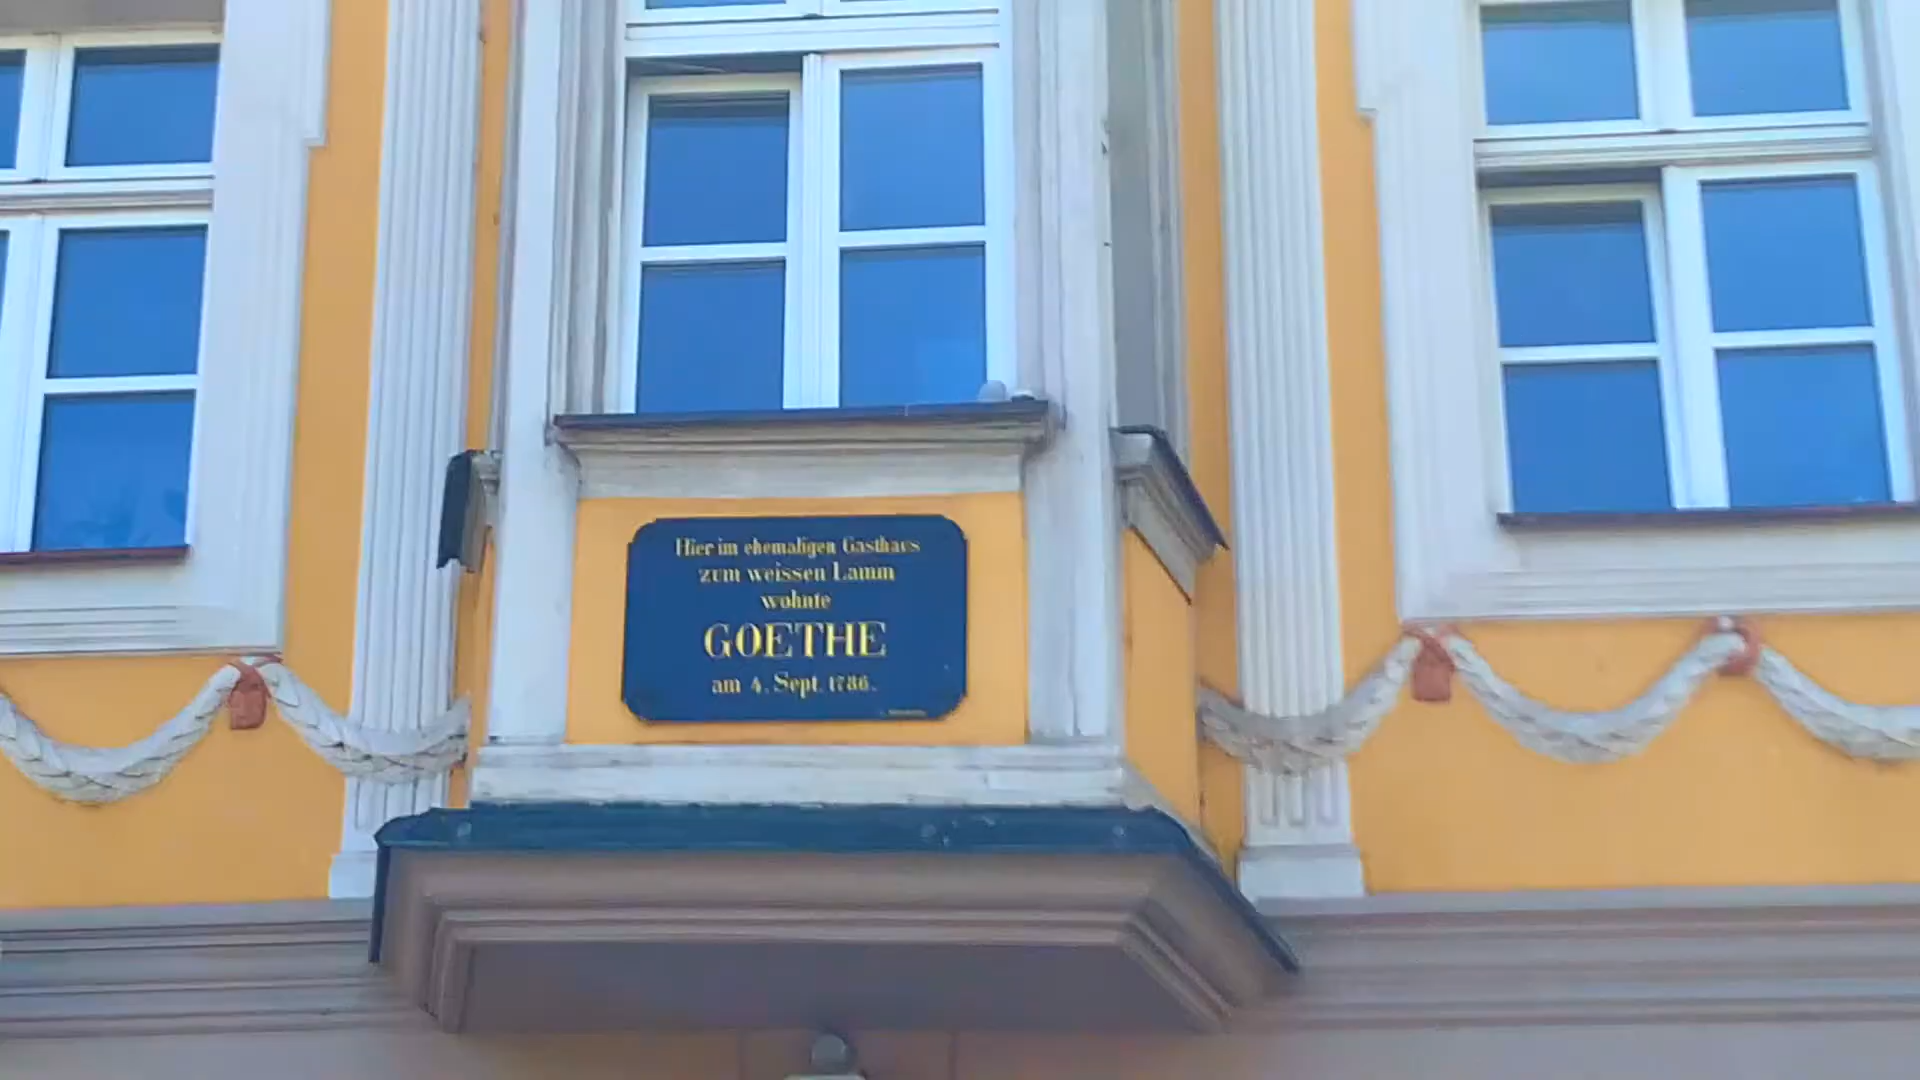 Hier im ehemaligen Gasthaus
zum weissen Lamm
wohnte
GOETHE
am 4. Sept. 1786.